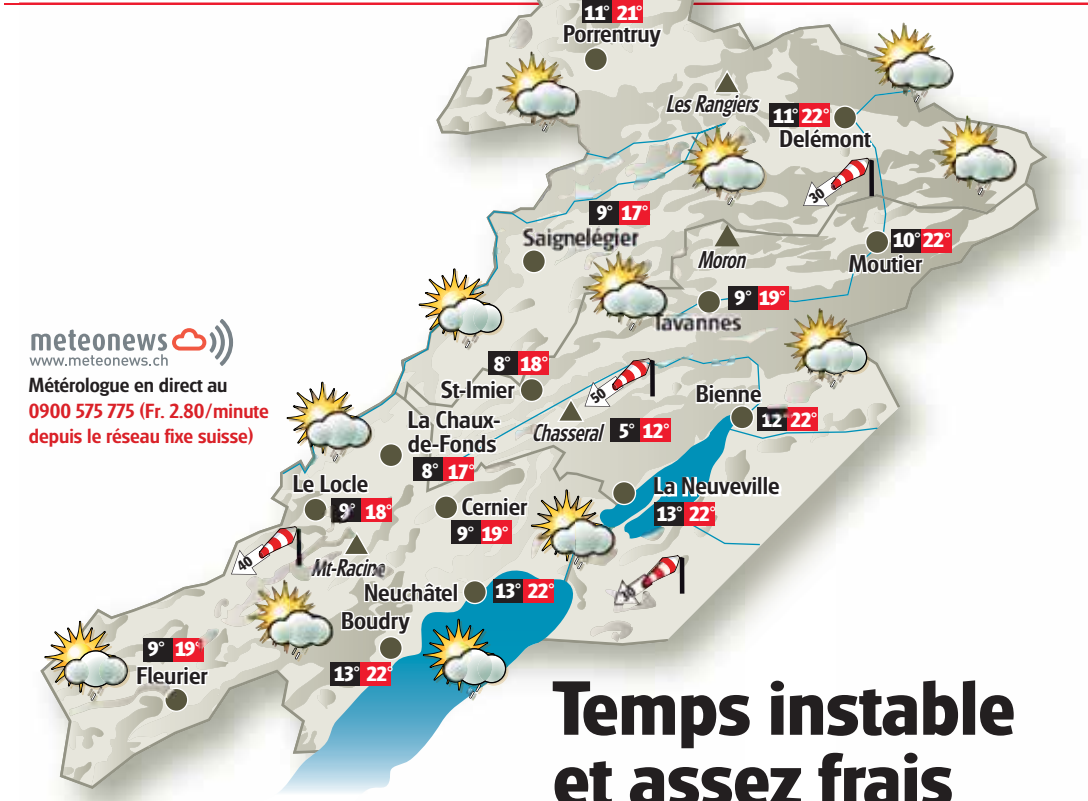 11° 21°
Porrentruy
Les Rangiers
11° 22°
Delémont
30
9° 17°
Saignelégier
Moron
10° 22°
Moutier
9° 19°
Tavannes
meteonews
www.meteonews.ch
Météorologue en direct au
0900 575 775 (Fr. 2.80/minute
depuis le réseau fixe suisse)
8° 18°
St-Imier
50
Chasseral 5° 12°
Bienne
12° 22°
La Chaux-
de-Fonds
8° 17°
Le Locle
9° 18°
Cernier
9° 19°
La Neuveville
13° 22°
40
Mt-Racine
30
Neuchâtel 13° 22°
Boudry
13° 22°
9° 19°
Fleurier
Temps instable
et assez frais